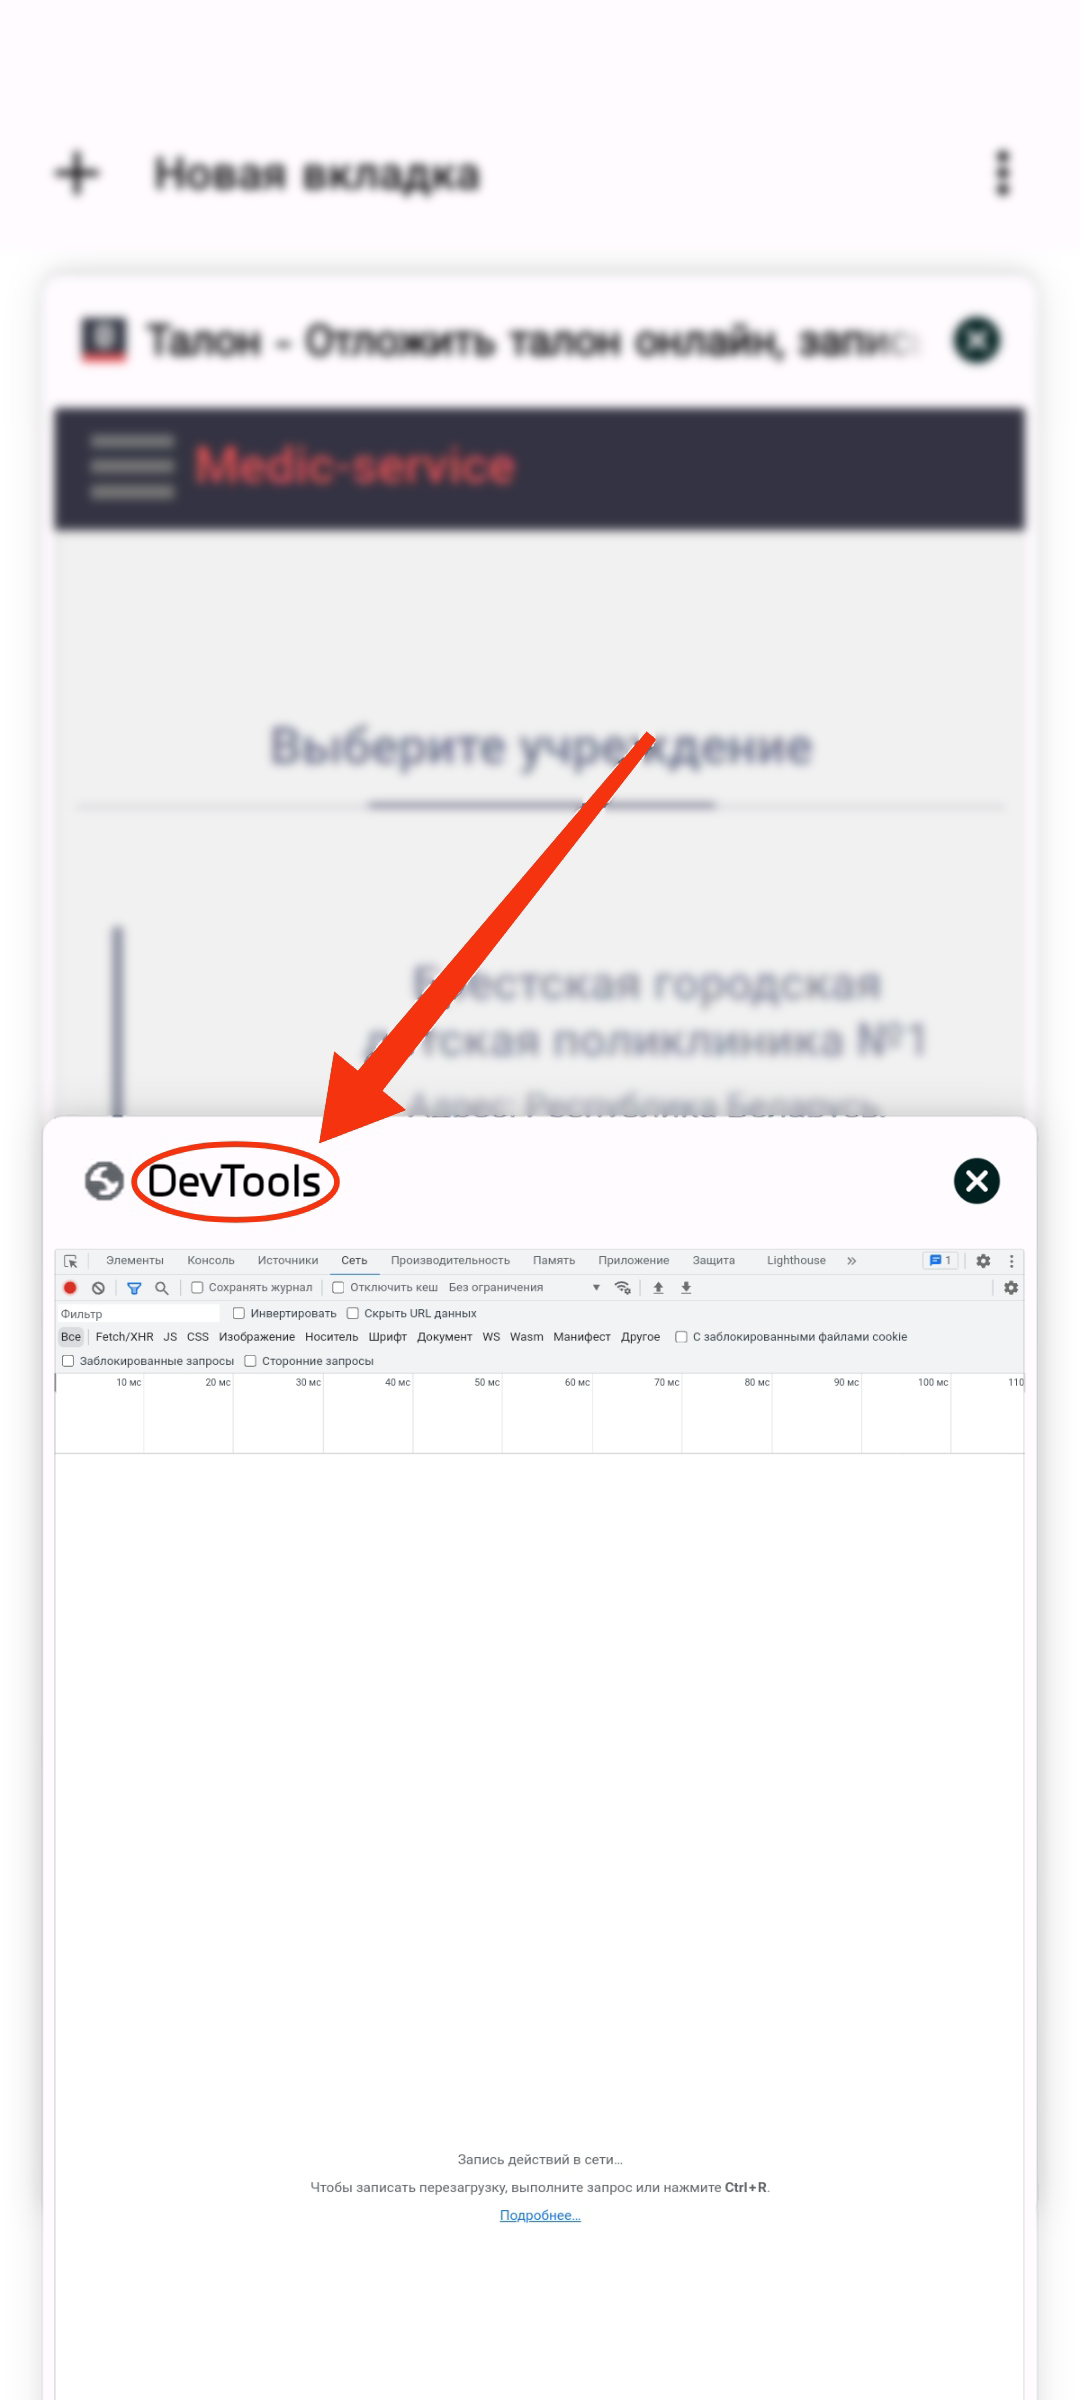 Новая вкладка
Талон - Отложить талон онлайн,
Medic-service
Выберите учреждение
городская
поликлиника №1
Адрес: Республика Беларусь,
DevTools
Элементы Консоль Источники Сеть Производительность Память Приложение Защита Lighthouse » 1
Сохранять журнал Отключить кеш Без ограничения
Фильтр Инвертировать Скрыть URL данных
Все Fetch/XHR JS CSS Изображение Носитель Шрифт Документ WS Wasm Манифест Другое С заблокированными файлами cookie
Заблокированные запросы Сторонние запросы
10 мс 20 мс 30 мс 40 мс 50 мс 60 мс 70 мс 80 мс 90 мс 100 мс 110
Запись действий в сети…
Чтобы записать перезагрузку, выполните запрос или нажмите Ctrl+R.
Подробнее…